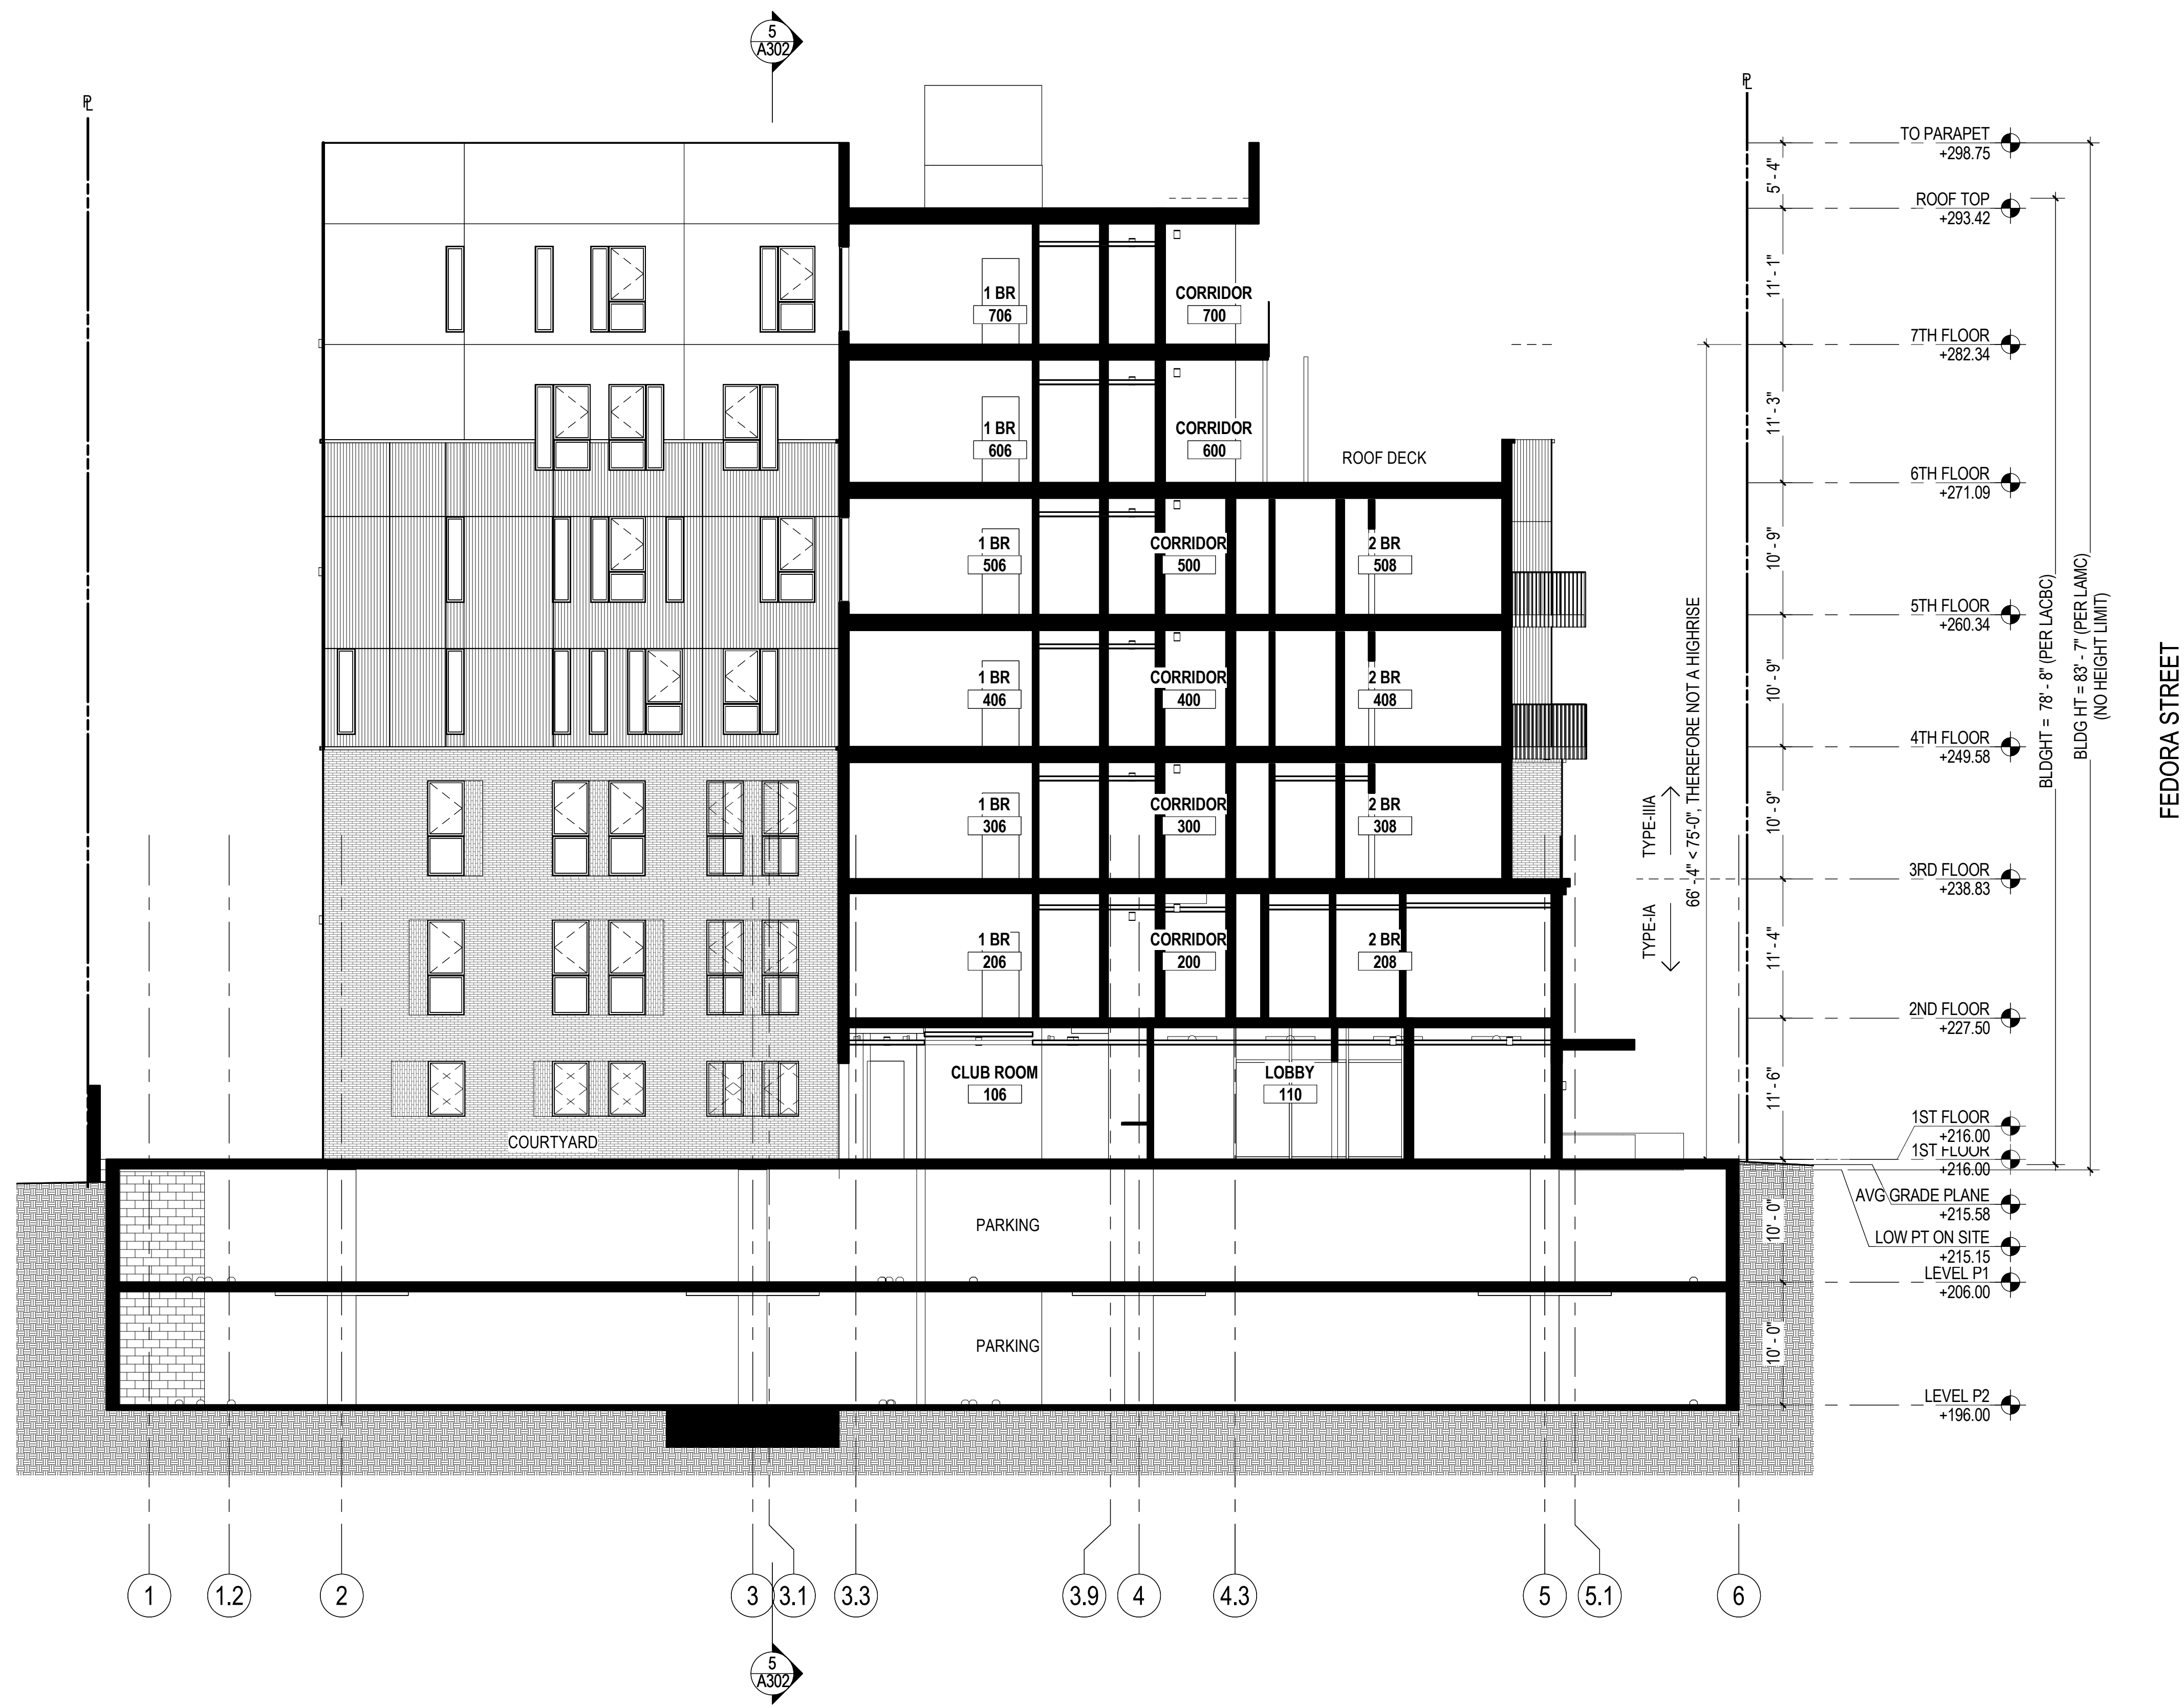 5
A302
PL
PL
TO PARAPET
+298.75
5' - 4"
ROOF TOP
+293.42
11' - 1"
1 BR
706
CORRIDOR
700
7TH FLOOR
+282.34
11' - 3"
1 BR
606
CORRIDOR
600
ROOF DECK
6TH FLOOR
+271.09
10' - 9"
1 BR
506
CORRIDOR
500
2 BR
508
5TH FLOOR
+260.34
10' - 9"
1 BR
406
CORRIDOR
400
2 BR
408
4TH FLOOR
+249.58
10' - 9"
1 BR
306
CORRIDOR
300
2 BR
308
3RD FLOOR
+238.83
11' - 4"
1 BR
206
CORRIDOR
200
2 BR
208
2ND FLOOR
+227.50
11' - 6"
CLUB ROOM
106
LOBBY
110
COURTYARD
1ST FLOOR
+216.00
1ST FLOOR
+216.00
AVG GRADE PLANE
+215.58
LOW PT ON SITE
+215.15
10' - 0"
PARKING
LEVEL P1
+206.00
10' - 0"
PARKING
LEVEL P2
+196.00
TYPE-IIIA
TYPE-IA
66' - 4" < 75'-0", THEREFORE NOT A HIGHRISE
BLDGHT = 78' - 8" (PER LACBC)
BLDG HT = 83' - 7" (PER LAMC)
(NO HEIGHT LIMIT)
FEDORA STREET
1
1.2
2
3
3.1
3.3
3.9
4
4.3
5
5.1
6
5
A302